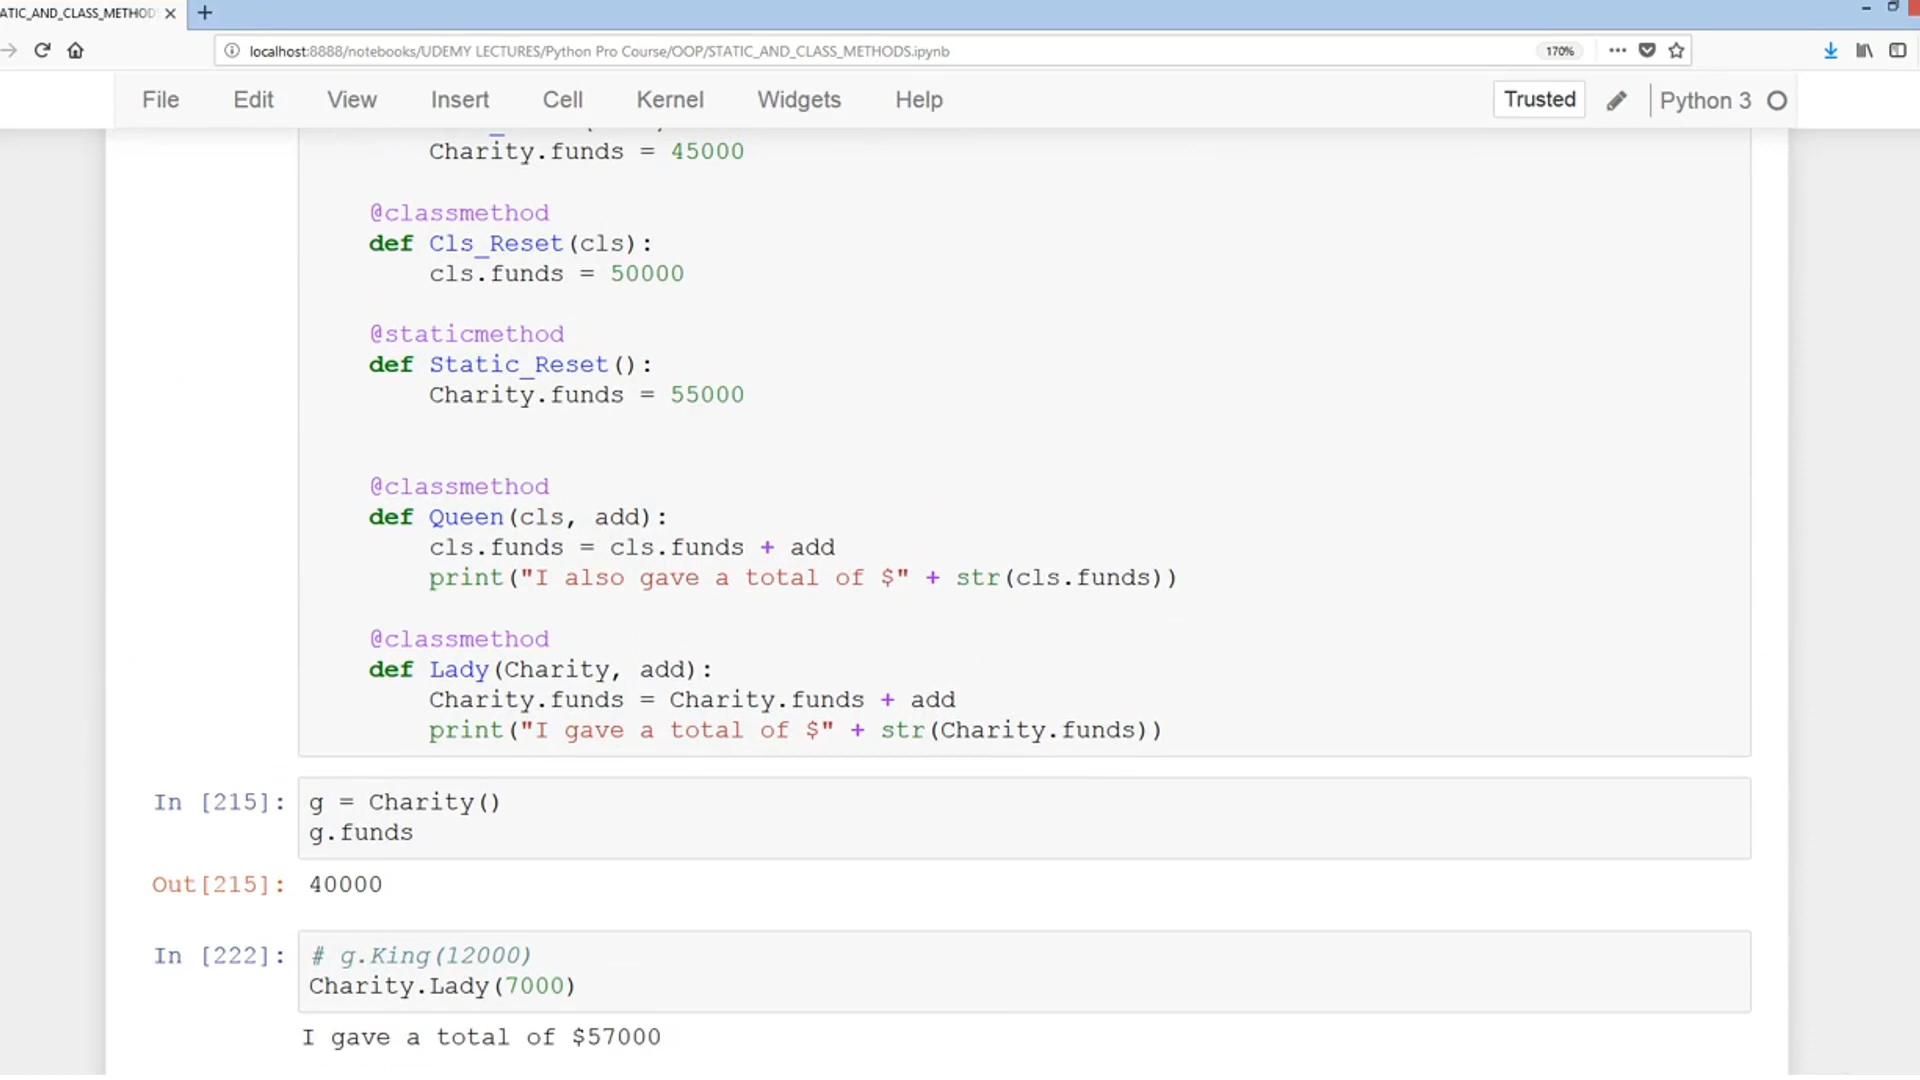 ATIC_AND_CLASS_METHOD
localhost:8888/notebooks/UDEMY LECTURES/Python Pro Course/OOP/STATIC_AND_CLASS_METHODS.ipynb
170%
File Edit View Insert Cell Kernel Widgets Help Trusted Python 3
Charity.funds = 45000
@classmethod
def Cls_Reset(cls):
cls.funds = 50000
@staticmethod
def Static_Reset():
Charity.funds = 55000
@classmethod
def Queen(cls, add):
cls.funds = cls.funds + add
print("I also gave a total of $" + str(cls.funds))
@classmethod
def Lady(Charity, add):
Charity.funds = Charity.funds + add
print("I gave a total of $" + str(Charity.funds))
In [215]: g = Charity()
g.funds
Out[215]: 40000
In [222]: # g.King(12000)
Charity.Lady(7000)
I gave a total of $57000